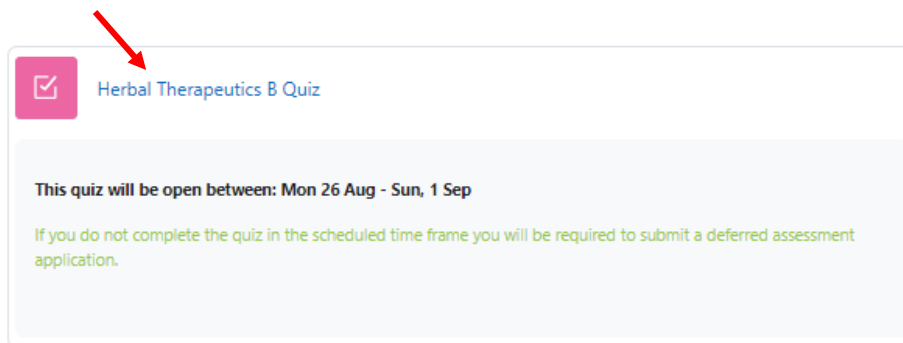 Herbal Therapeutics B Quiz
This quiz will be open between: Mon 26 Aug - Sun, 1 Sep
If you do not complete the quiz in the scheduled time frame you will be required to submit a deferred assessment
application.